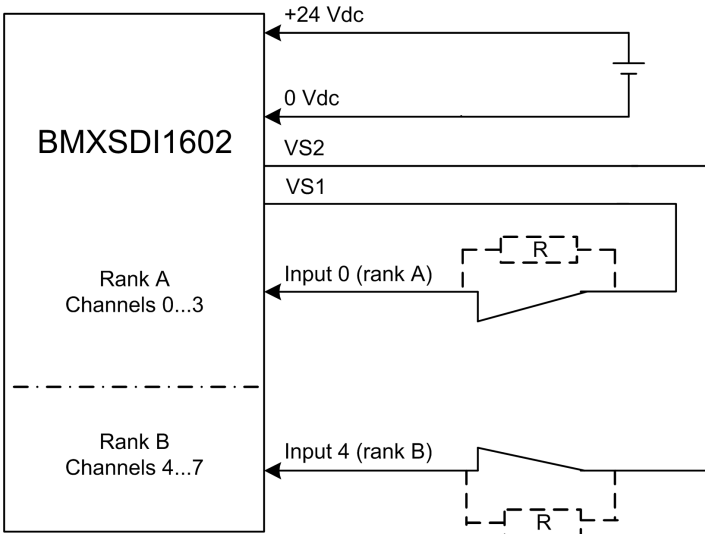 +24 Vdc
0 Vdc
BMXSDI1602
VS2
VS1
R
Input 0 (rank A)
Rank A
Channels 0...3
Rank B
Channels 4...7
Input 4 (rank B)
R